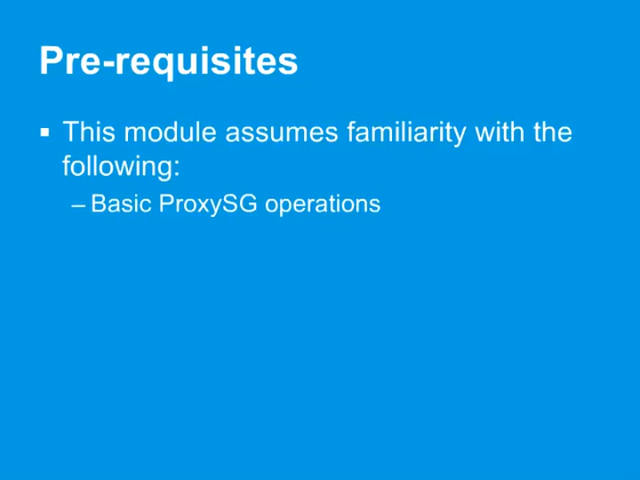 Pre-requisites
▪ This module assumes familiarity with the
following:
– Basic ProxySG operations